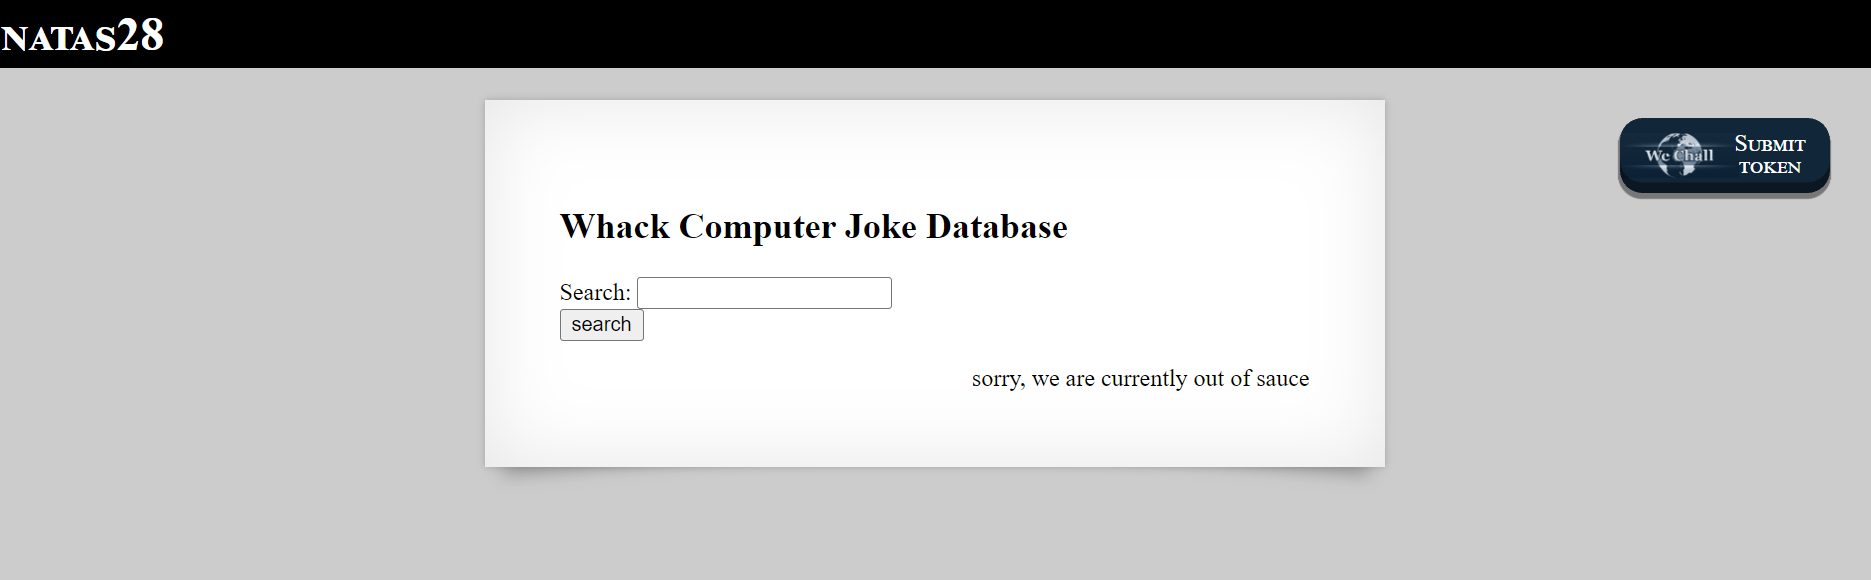 natas28
We Chall
Submit
token
Whack Computer Joke Database
Search:
search
sorry, we are currently out of sauce